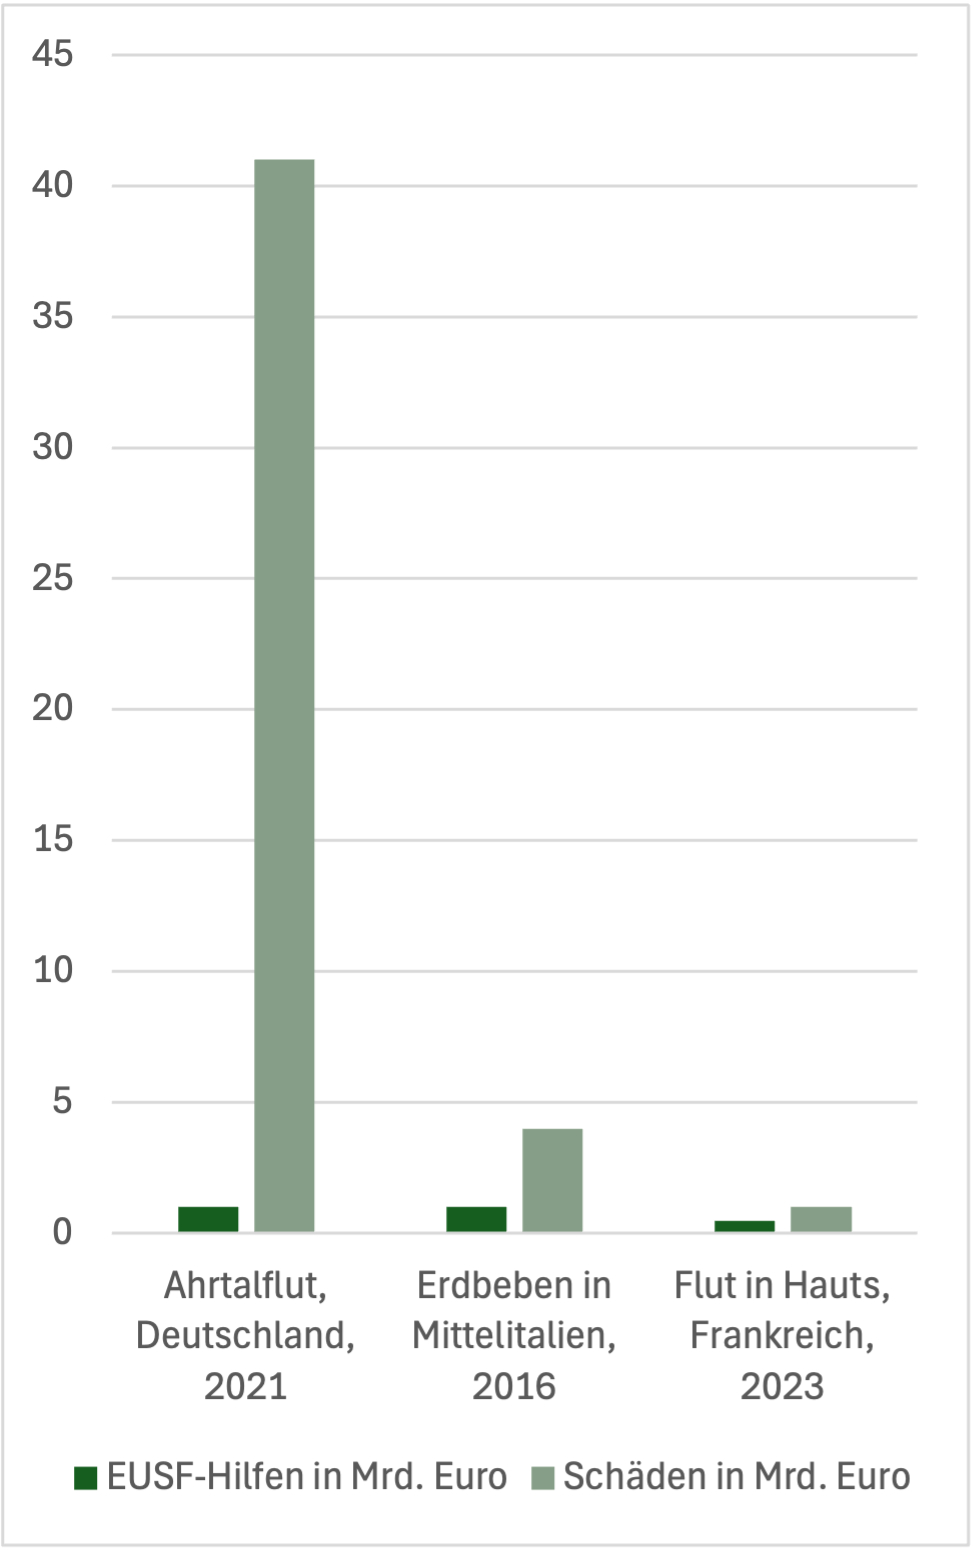 45
40
35
30
25
20
15
10
5
0
Ahrtalflut,
Deutschland,
2021
Erdbeben in
Mittelitalien,
2016
Flut in Hauts,
Frankreich,
2023
EUSF-Hilfen in Mrd. Euro
Schäden in Mrd. Euro